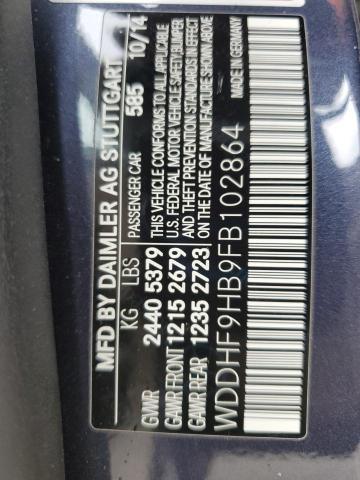 MFD BY DAIMLER AG STUTTGART
KG LBS PASSENGER CAR 585 10/14
GVWR 2440 5379 THIS VEHICLE CONFORMS TO ALL APPLICABLE
GAWR FRONT 1215 2679 U.S. FEDERAL MOTOR VEHICLE SAFETY BUMPER
GAWR REAR 1235 2723 AND THEFT PREVENTION STANDARDS IN EFFECT
ON THE DATE OF MANUFACTURE SHOWN ABOVE
WDDHF9HB9FB102864 MADE IN GERMANY